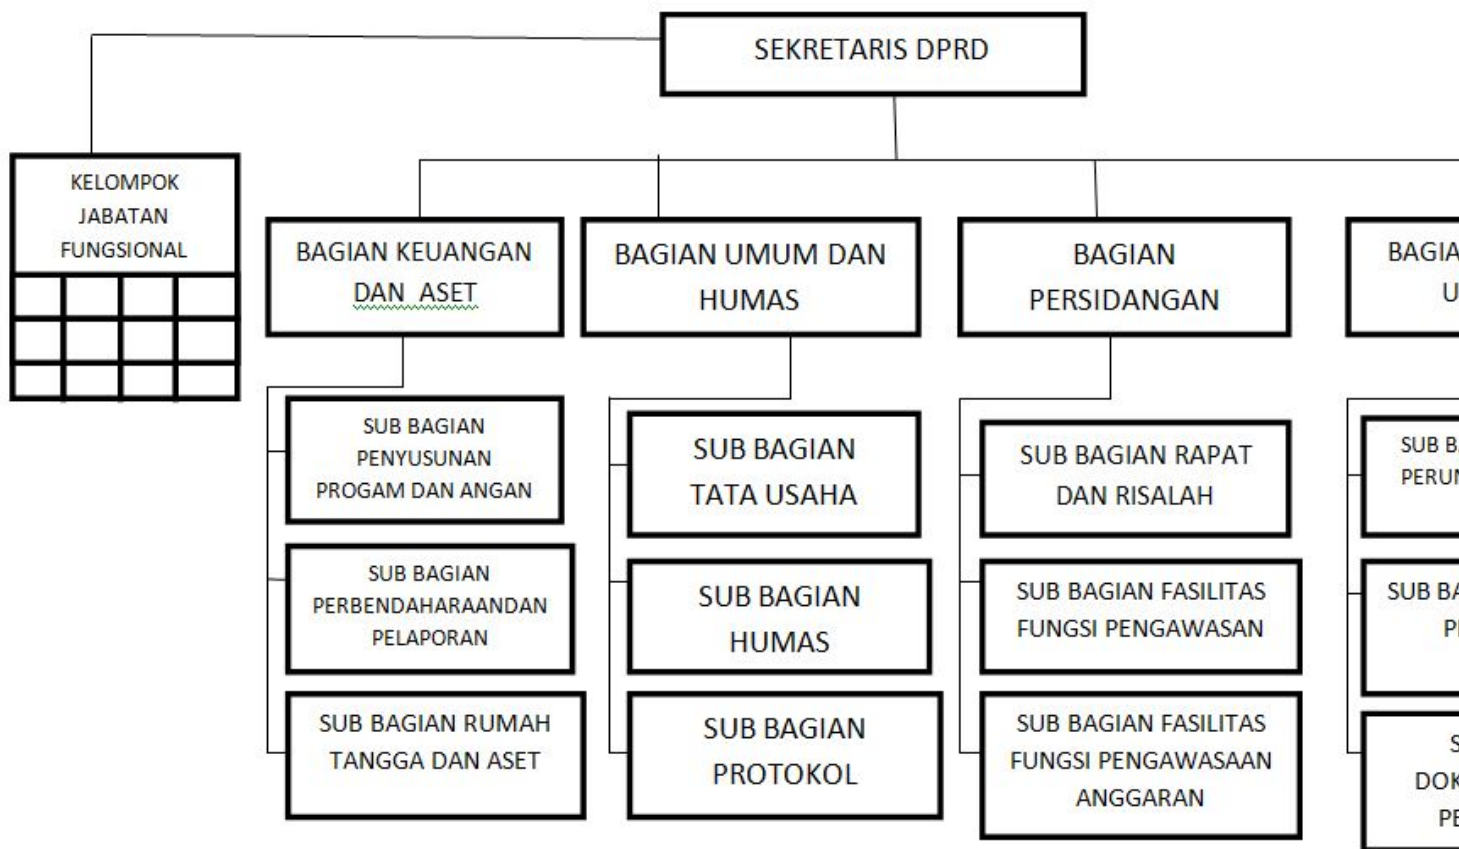 SEKRETARIS DPRD
KELOMPOK
JABATAN
FUNGSIONAL
BAGIAN KEUANGAN
DAN ASET
BAGIAN UMUM DAN
HUMAS
BAGIAN
PERSIDANGAN
SUB BAGIAN
PENYUSUNAN
PROGAM DAN ANGAN
SUB BAGIAN
PERBENDAHARAANDAN
PELAPORAN
SUB BAGIAN RUMAH
TANGGA DAN ASET
SUB BAGIAN
TATA USAHA
SUB BAGIAN
HUMAS
SUB BAGIAN
PROTOKOL
SUB BAGIAN RAPAT
DAN RISALAH
SUB BAGIAN FASILITAS
FUNGSI PENGAWASAN
SUB BAGIAN FASILITAS
FUNGSI PENGAWASAAN
ANGGARAN
SUB
SUB